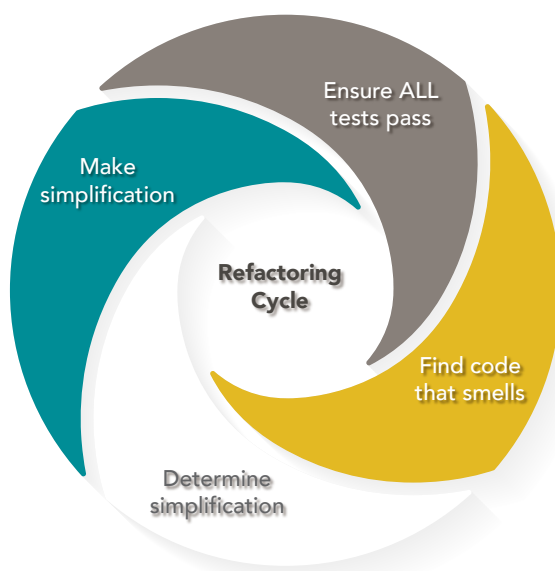 Ensure ALL
tests pass
Make
simplification
Refactoring
Cycle
Find code
that smells
Determine
simplification